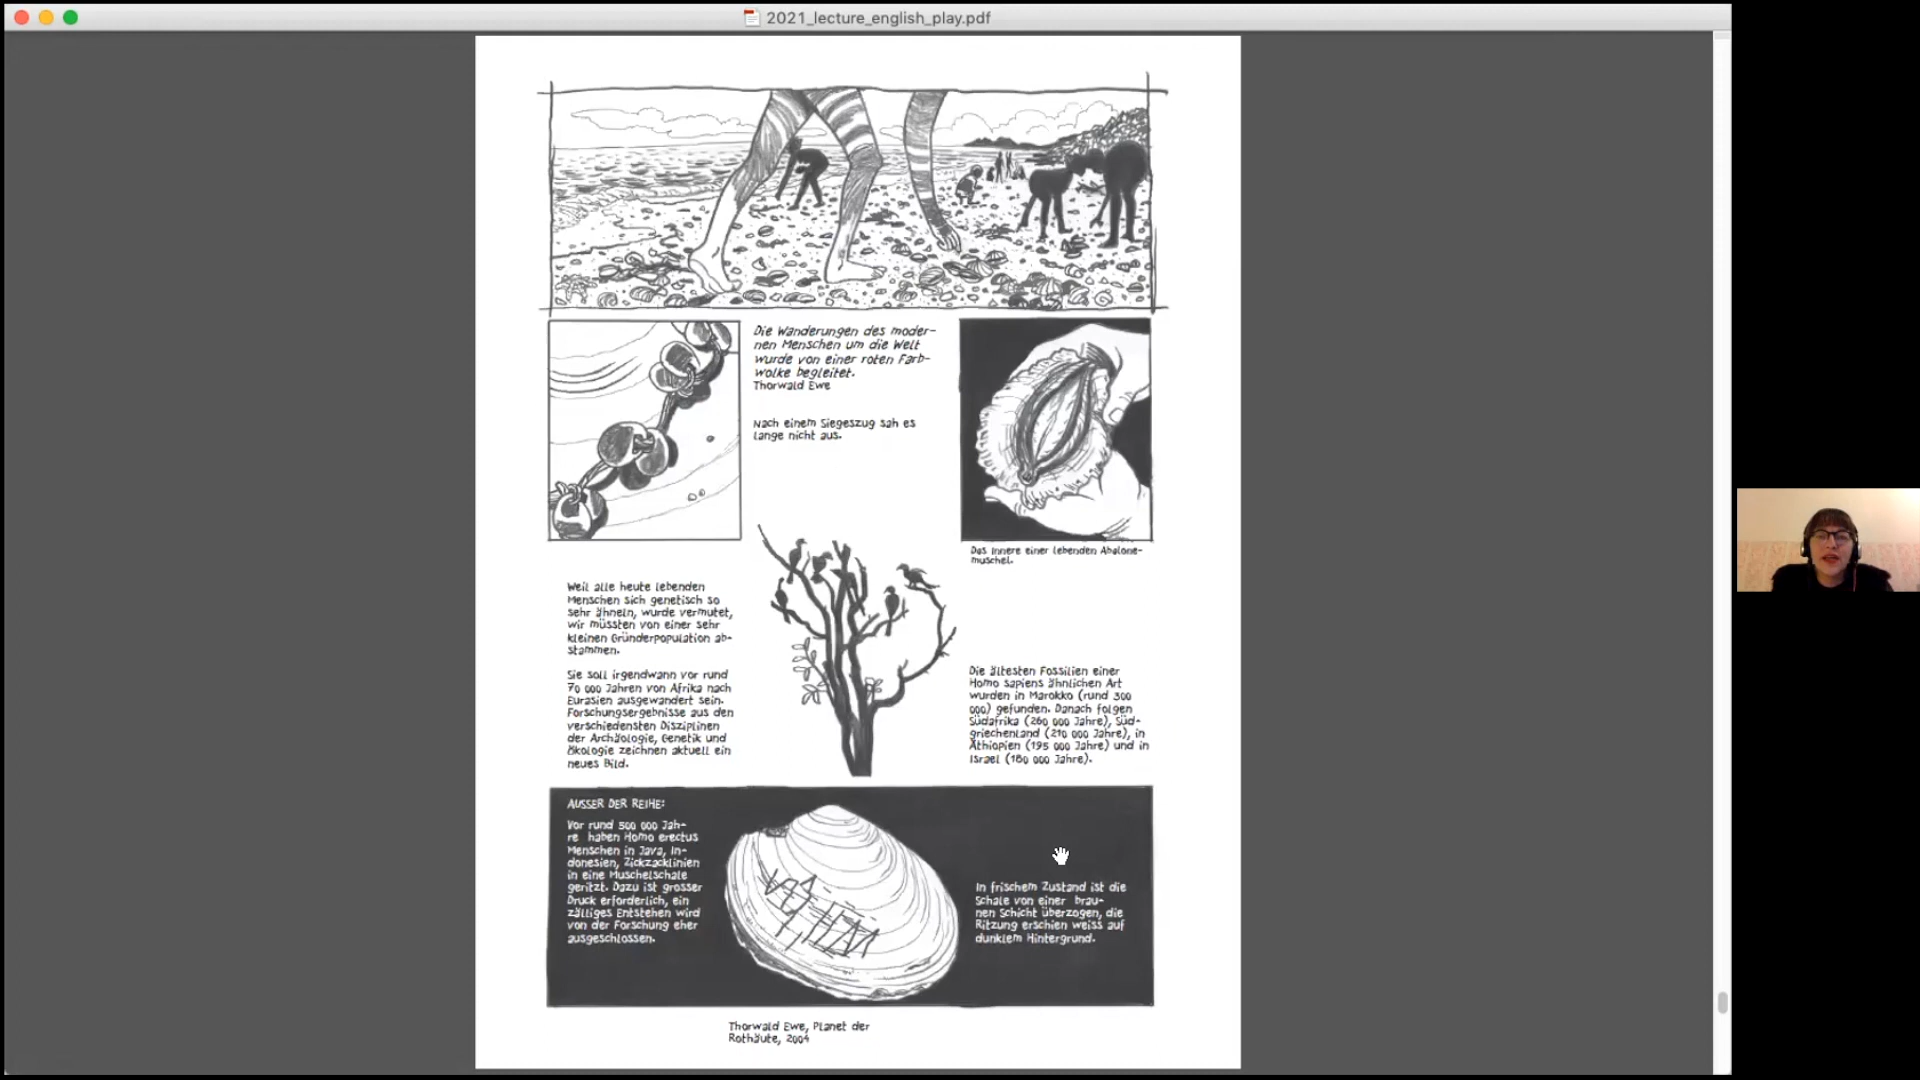 2021_lecture_english_play.pdf
Die Wanderungen des moder-
nen Menschen um die Welt
wurde von einer roten Farb-
wolke begleitet.
Thorwald Ewe
Nach einem Siegeszug sah es
lange nicht aus.
Das Innere einer lebenden Abalone-
muschel.
Weil alle heute lebenden
Menschen sich genetisch so
sehr ähneln, wurde vermutet,
wir müssten von einer sehr
kleinen Gründerpopulation ab-
stammen.
Sie soll irgendwann vor rund
70 000 Jahren von Afrika nach
Eurasien ausgewandert sein.
Forschungsergebnisse aus den
verschiedensten Disziplinen
der Archäologie, Genetik und
Ökologie zeichnen aktuell ein
neues Bild.
Die ältesten Fossilien einer
Homo sapiens ähnlichen Art
wurden in Marokko (rund 300
000) gefunden. Danach folgen
Südafrika (260 000 Jahre), Süd-
griechenland (210 000 Jahre), in
Äthiopien (195 000 Jahre) und in
Israel (180 000 Jahre).
AUSSER DER REIHE:
Vor rund 500 000 Jah-
re haben Homo erectus
Menschen in Java, In-
donesien, Zickzacklinien
in eine Muschelschale
geritzt. Dazu ist grosser
Druck erforderlich, ein
zälliges Entstehen wird
von der Forschung eher
ausgeschlossen.
In frischem Zustand ist die
Schale von einer brau-
nen Schicht überzogen, die
Ritzung erschien weiss auf
dunklem Hintergrund.
Thorwald Ewe, Planet der
Rothäute, 2004